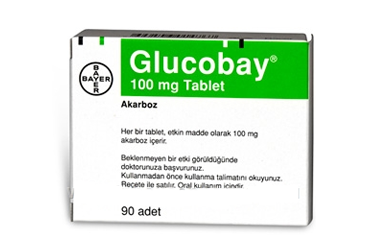 BAYER
BAYER
Glucobay®
100 mg Tablet
Akarboz
Her bir tablet, etkin madde olarak 100 mg
akarboz içerir.
Beklenmeyen bir etki görüldüğünde
doktorunuza başvurunuz.
Kullanmadan önce kullanma talimatını okuyunuz.
Reçete ile satılır. Oral kullanım içindir.
90 adet